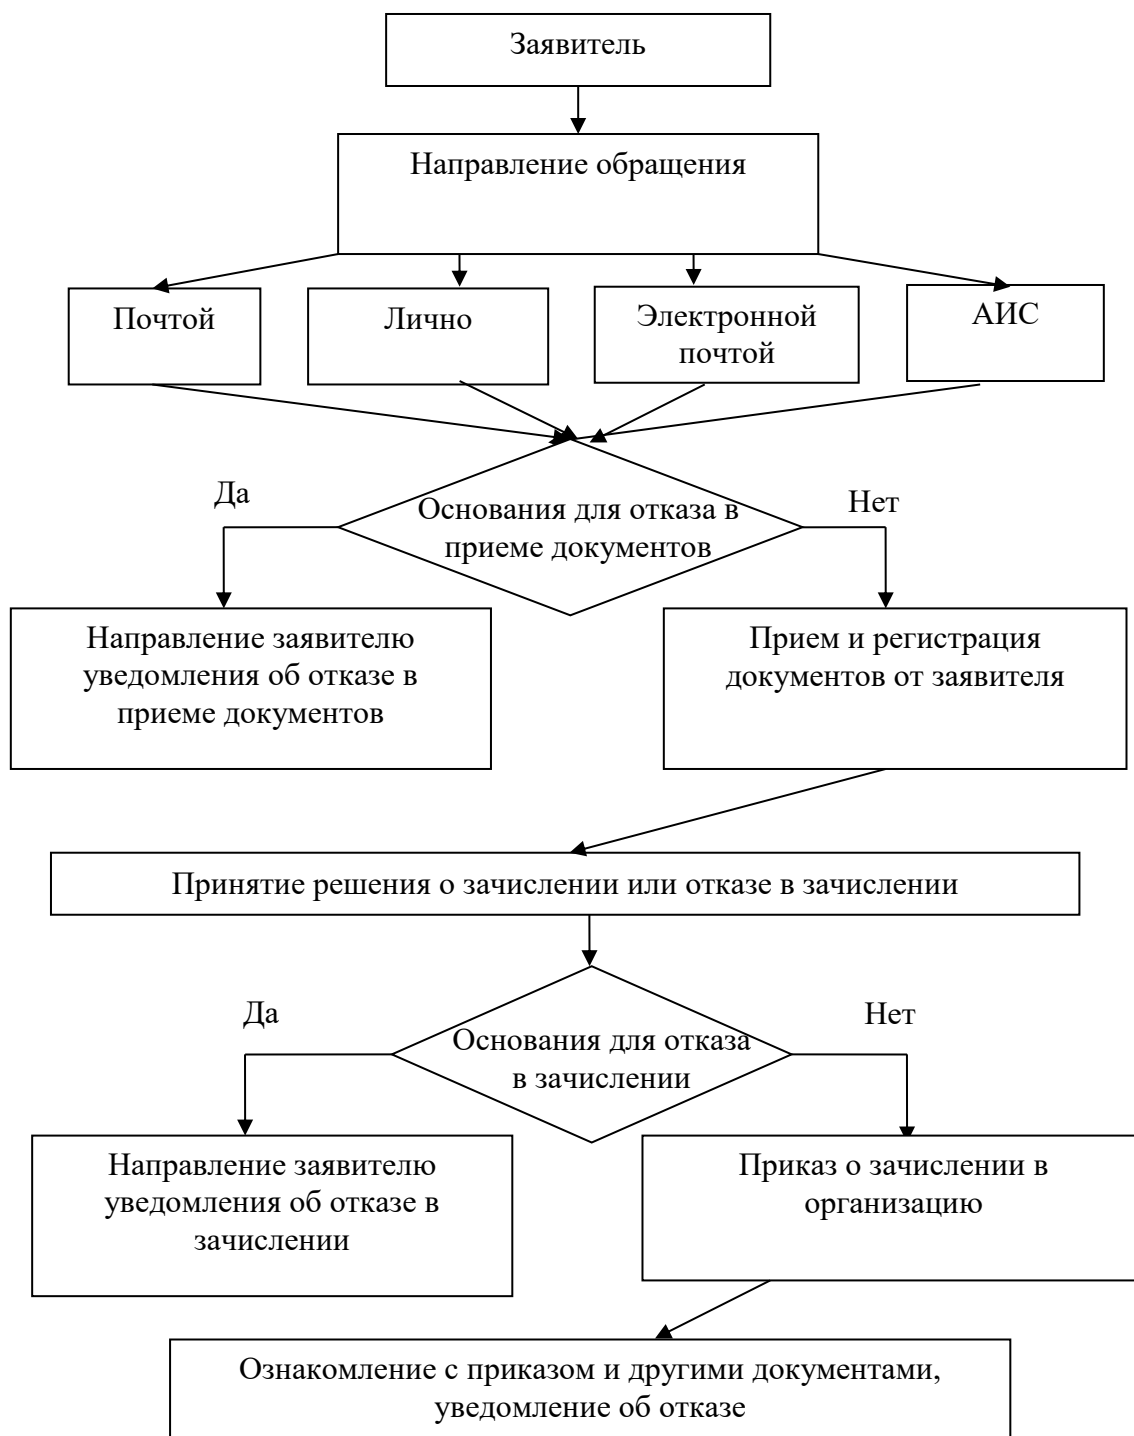 Заявитель
Направление обращения
Почтой
Лично
Электронной
почтой
АИС
Да
Нет
Основания для отказа в
приеме документов
Направление заявителю
уведомления об отказе в
приеме документов
Прием и регистрация
документов от заявителя
Принятие решения о зачислении или отказе в зачислении
Да
Нет
Основания для отказа
в зачислении
Направление заявителю
уведомления об отказе в
зачислении
Приказ о зачислении в
организацию
Ознакомление с приказом и другими документами,
уведомление об отказе